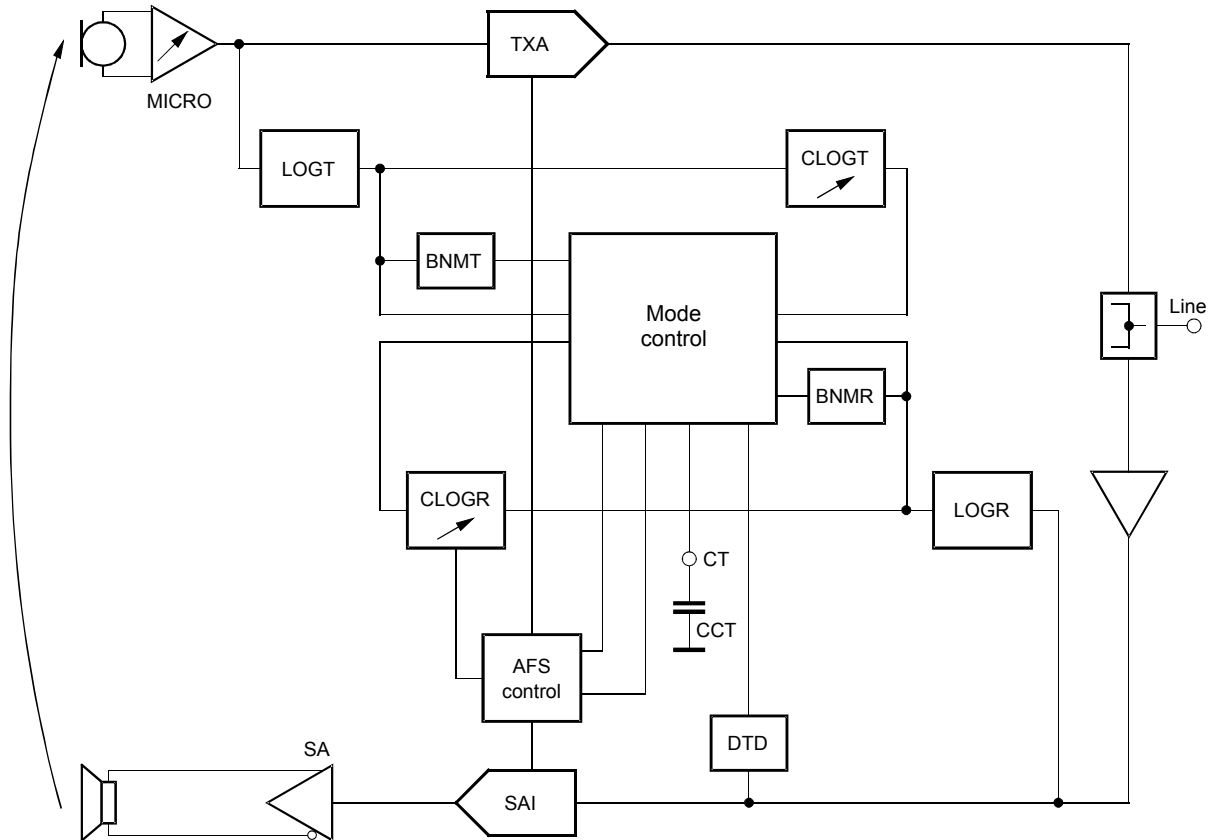 TXA
MICRO
LOGT
CLOGT
BNMT
Mode
control
Line
BNMR
CLOGR
LOGR
CT
CCT
AFS
control
DTD
SA
SAI